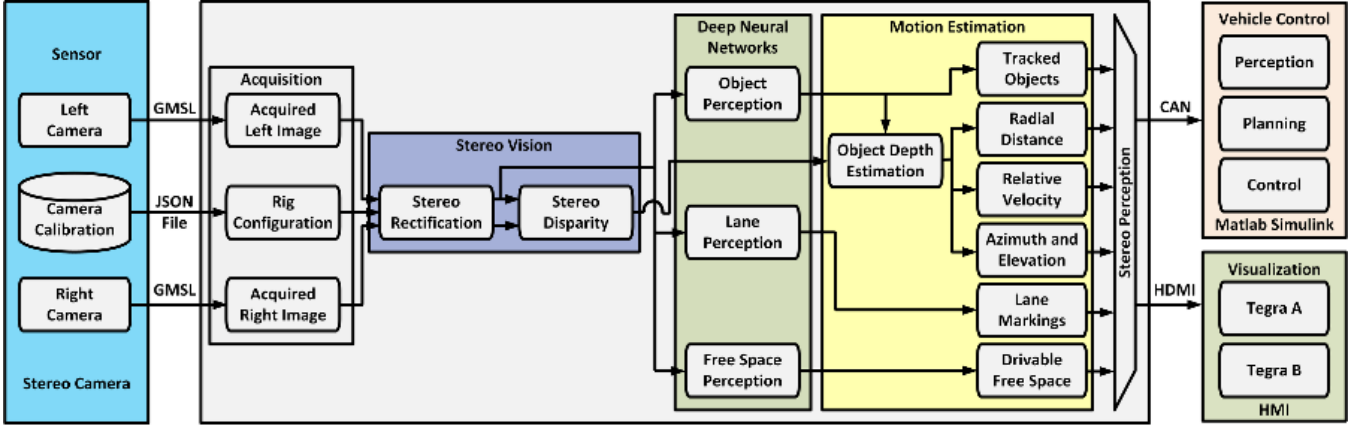 Sensor
Left
Camera
Camera
Calibration
Right
Camera
Stereo Camera
GMSL
JSON
File
GMSL
Acquisition
Acquired
Left Image
Rig
Configuration
Acquired
Right Image
Stereo Vision
Stereo
Rectification
Stereo
Disparity
Deep Neural
Networks
Object
Perception
Lane
Perception
Free Space
Perception
Motion Estimation
Object Depth
Estimation
Tracked
Objects
Radial
Distance
Relative
Velocity
Azimuth and
Elevation
Lane
Markings
Drivable
Free Space
Stereo Perception
CAN
HDMI
Vehicle Control
Perception
Planning
Control
Matlab Simulink
Visualization
Tegra A
Tegra B
HMI